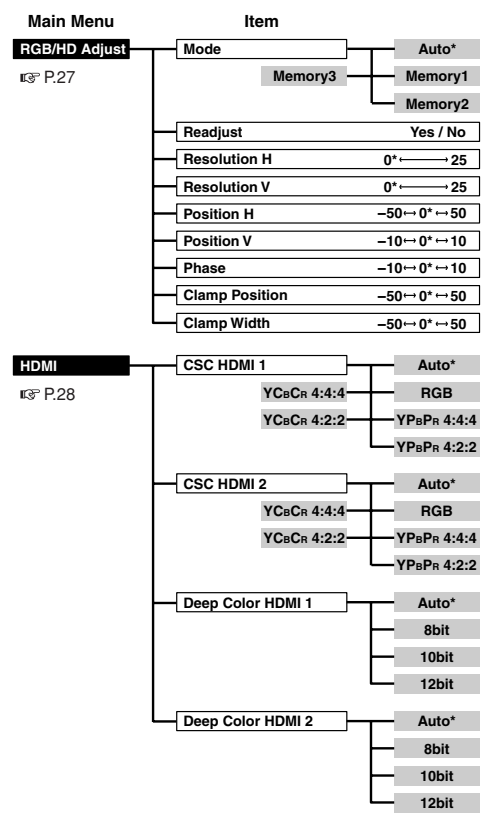 Main Menu Item
RGB/HD Adjust Mode Auto*
☞ P.27 Memory3 Memory1
Memory2
Readjust Yes / No
Resolution H 0*←→25
Resolution V 0*←→25
Position H –50↔0*↔50
Position V –10↔0*↔10
Phase –10↔0*↔10
Clamp Position –50↔0*↔50
Clamp Width –50↔0*↔50
HDMI CSC HDMI 1 Auto*
☞ P.28 YCBCR 4:4:4 RGB
YCBCR 4:2:2 YPBPR 4:4:4
YPBPR 4:2:2
CSC HDMI 2 Auto*
YCBCR 4:4:4 RGB
YCBCR 4:2:2 YPBPR 4:4:4
YPBPR 4:2:2
Deep Color HDMI 1 Auto*
8bit
10bit
12bit
Deep Color HDMI 2 Auto*
8bit
10bit
12bit